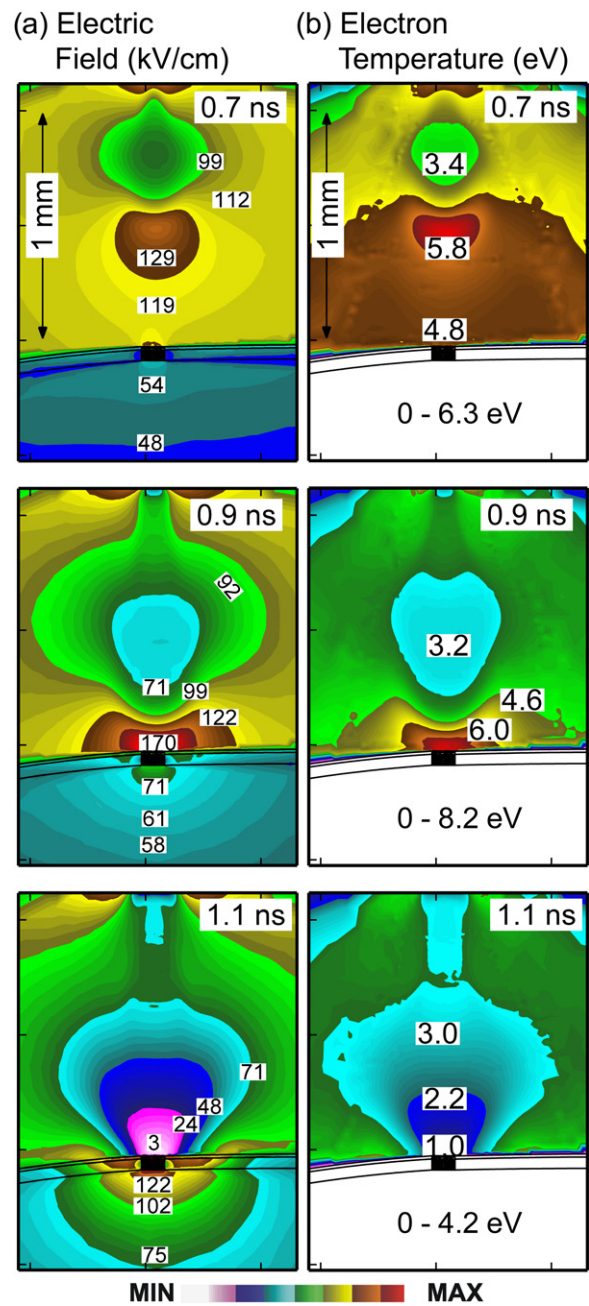 (a) Electric
Field (kV/cm)
(b) Electron
Temperature (eV)
0.7 ns
1 mm
99
112
129
119
54
48
0.7 ns
1 mm
3.4
5.8
4.8
0 - 6.3 eV
0.9 ns
92
71
99
122
170
71
61
58
0.9 ns
3.2
4.6
6.0
0 - 8.2 eV
1.1 ns
71
48
24
3
122
102
75
1.1 ns
3.0
2.2
1.0
0 - 4.2 eV
MIN MAX